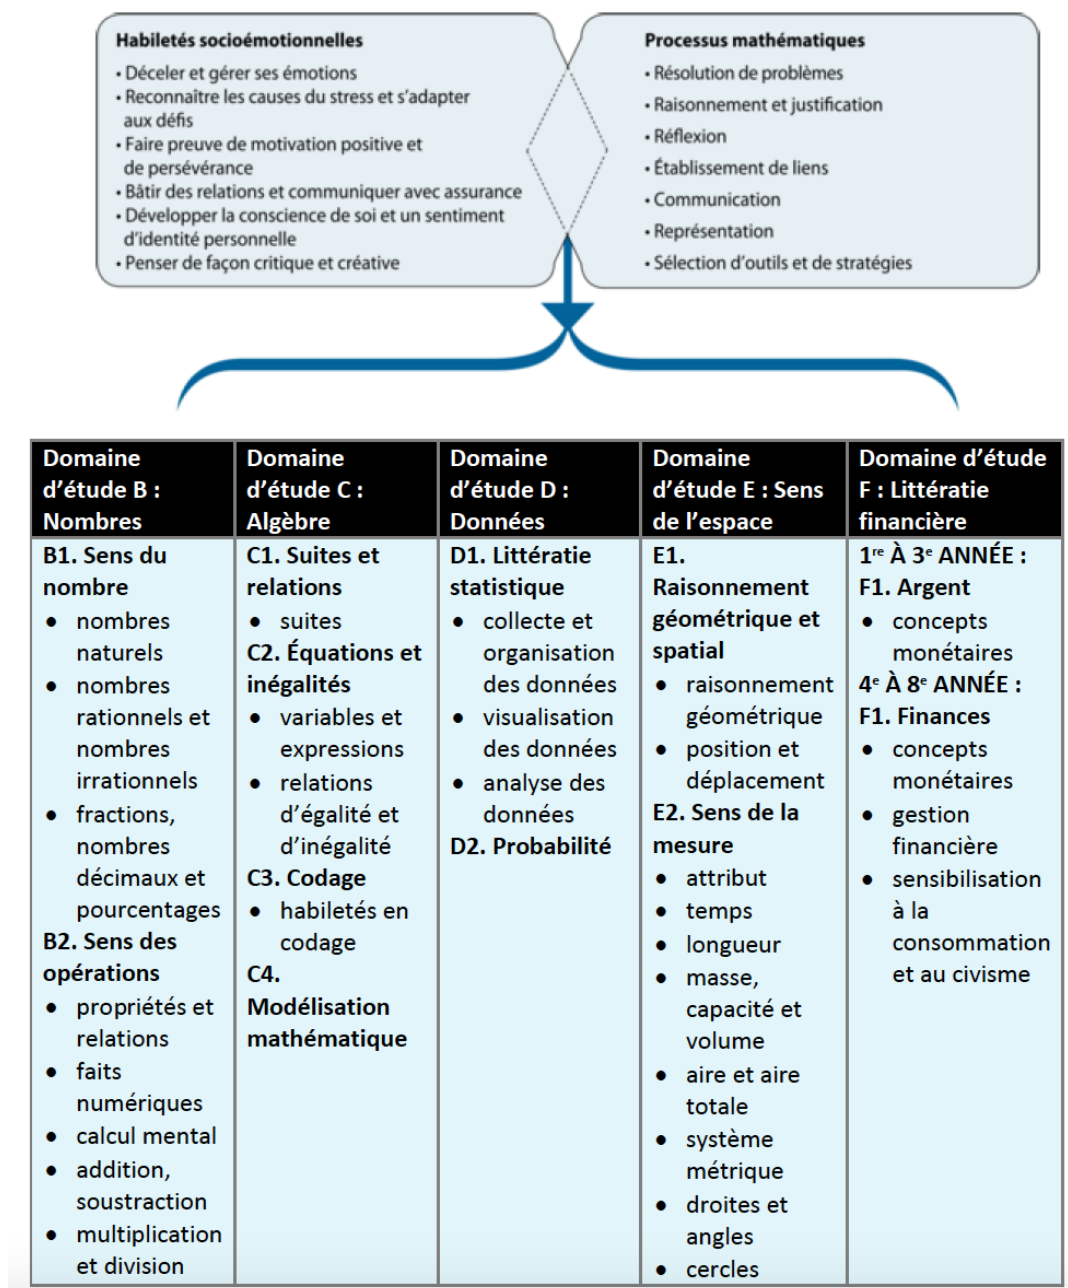 Habiletés socioémotionnelles
• Déceler et gérer ses émotions
• Reconnaître les causes du stress et s'adapter
aux défis
• Faire preuve de motivation positive et
de persévérance
• Bâtir des relations et communiquer avec assurance
• Développer la conscience de soi et un sentiment
d'identité personnelle
• Penser de façon critique et créative
Processus mathématiques
• Résolution de problèmes
• Raisonnement et justification
• Réflexion
• Établissement de liens
• Communication
• Représentation
• Sélection d'outils et de stratégies
Domaine
d'étude B :
Nombres
Domaine
d'étude C :
Algèbre
Domaine
d'étude D :
Données
Domaine
d'étude E : Sens
de l'espace
Domaine d'étude
F : Littératie
financière
B1. Sens du
nombre
• nombres
naturels
• nombres
rationnels et
nombres
irrationnels
• fractions,
nombres
décimaux et
pourcentages
B2. Sens des
opérations
• propriétés et
relations
• faits
numériques
• calcul mental
• addition,
soustraction
• multiplication
et division
C1. Suites et
relations
• suites
C2. Équations et
inégalités
• variables et
expressions
• relations
d'égalité et
d'inégalité
C3. Codage
• habiletés en
codage
C4.
Modélisation
mathématique
D1. Littératie
statistique
• collecte et
organisation
des données
• visualisation
des données
• analyse des
données
D2. Probabilité
E1.
Raisonnement
géométrique et
spatial
• raisonnement
géométrique
• position et
déplacement
E2. Sens de la
mesure
• attribut
• temps
• longueur
• masse,
capacité et
volume
• aire et aire
totale
• système
métrique
• droites et
angles
• cercles
1re À 3e ANNÉE :
F1. Argent
• concepts
monétaires
4e À 8e ANNÉE :
F1. Finances
• concepts
monétaires
• gestion
financière
• sensibilisation
à la
consommation
et au civisme